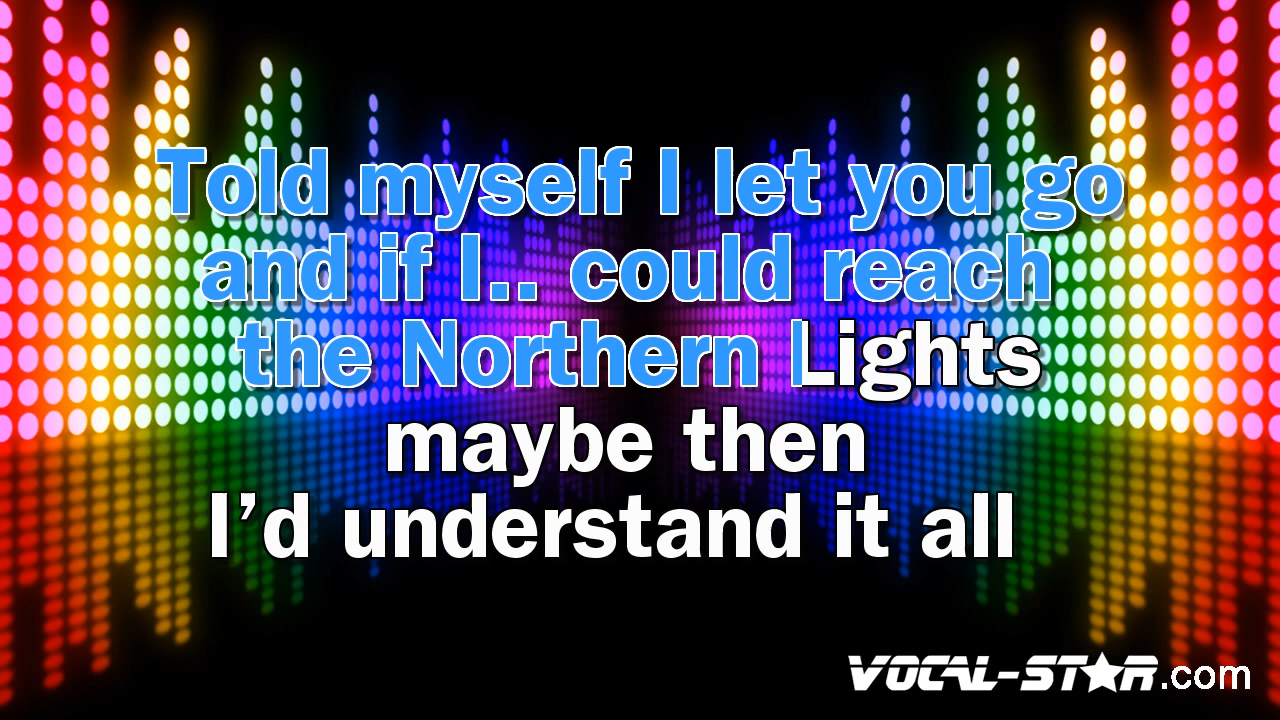 Told myself I let you go
and if I.. could reach
the Northern Lights
maybe then
I’d understand it all
VOCAL-STAR.com